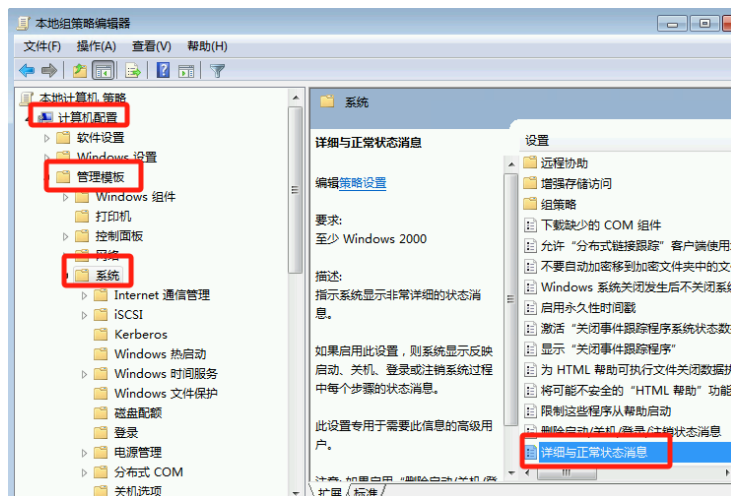 本地组策略编辑器
文件(F) 操作(A) 查看(V) 帮助(H)
本地计算机 策略
计算机配置
软件设置
Windows 设置
管理模板
Windows 组件
打印机
控制面板
网络
系统
Internet 通信管理
iSCSI
Kerberos
Windows 热启动
Windows 时间服务
Windows 文件保护
磁盘配额
登录
电源管理
分布式 COM
关机选项
系统
详细与正常状态消息
编辑策略设置
要求:
至少 Windows 2000
描述:
指示系统显示非常详细的状态消
息。
如果启用此设置，则系统显示反映
启动、关机、登录或注销系统过程
中每个步骤的状态消息。
此设置专用于需要此信息的高级用
户。
注意: 如果启用“删除启动/关机/登
扩展 标准
设置
远程协助
增强存储访问
组策略
下载缺少的 COM 组件
允许“分布式链接跟踪”客户端使用
不要自动加密移到加密文件夹中的文
Windows 系统关闭发生后不关闭系
启用永久性时间戳
激活“关闭事件跟踪程序系统状态数
显示“关闭事件跟踪程序”
为 HTML 帮助可执行文件关闭数据执
将可能不安全的“HTML 帮助”功能
限制这些程序从帮助启动
删除启动/关机/登录/注销状态消息
详细与正常状态消息